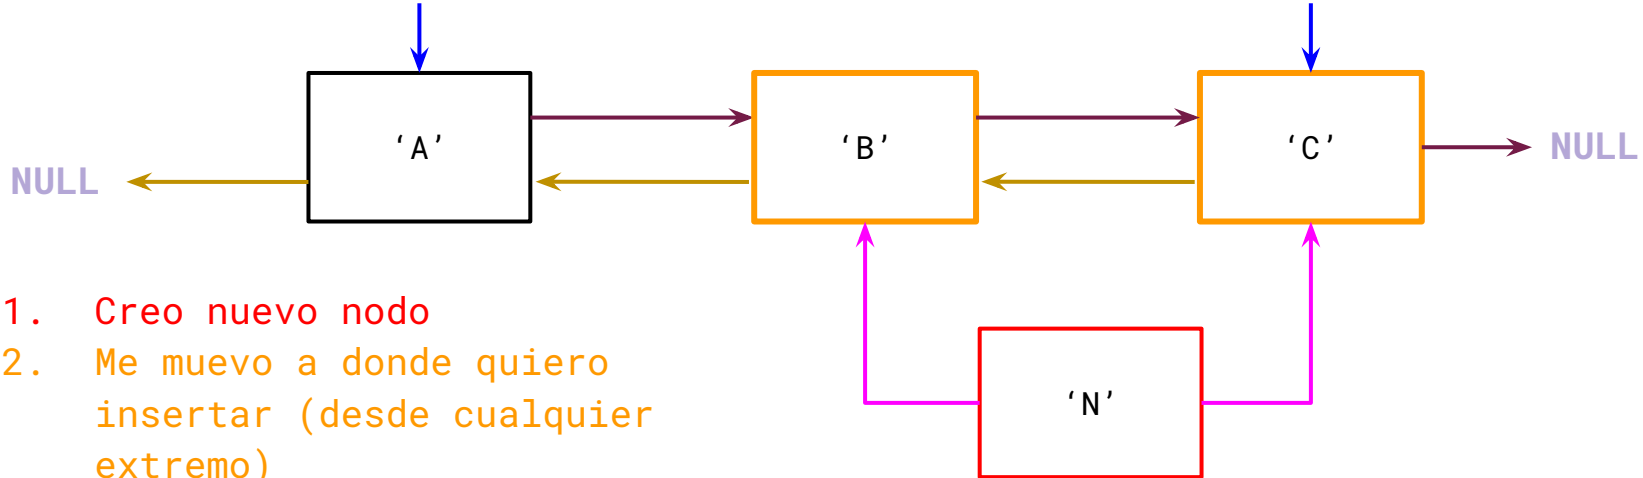 ‘A’
‘B’
‘C’
NULL
NULL
1. Creo nuevo nodo
2. Me muevo a donde quiero
insertar (desde cualquier
extremo)
‘N’